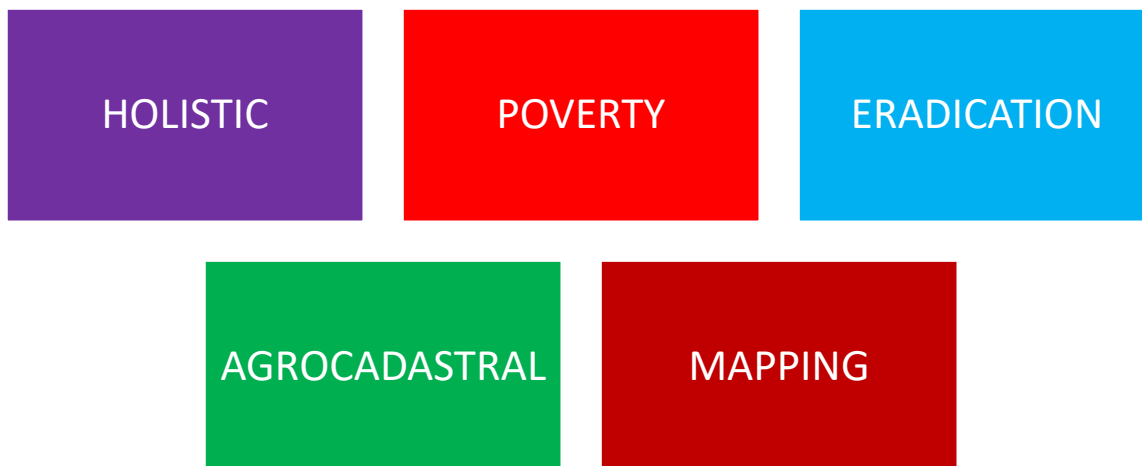 HOLISTIC
POVERTY
ERADICATION
AGROCADASTRAL
MAPPING